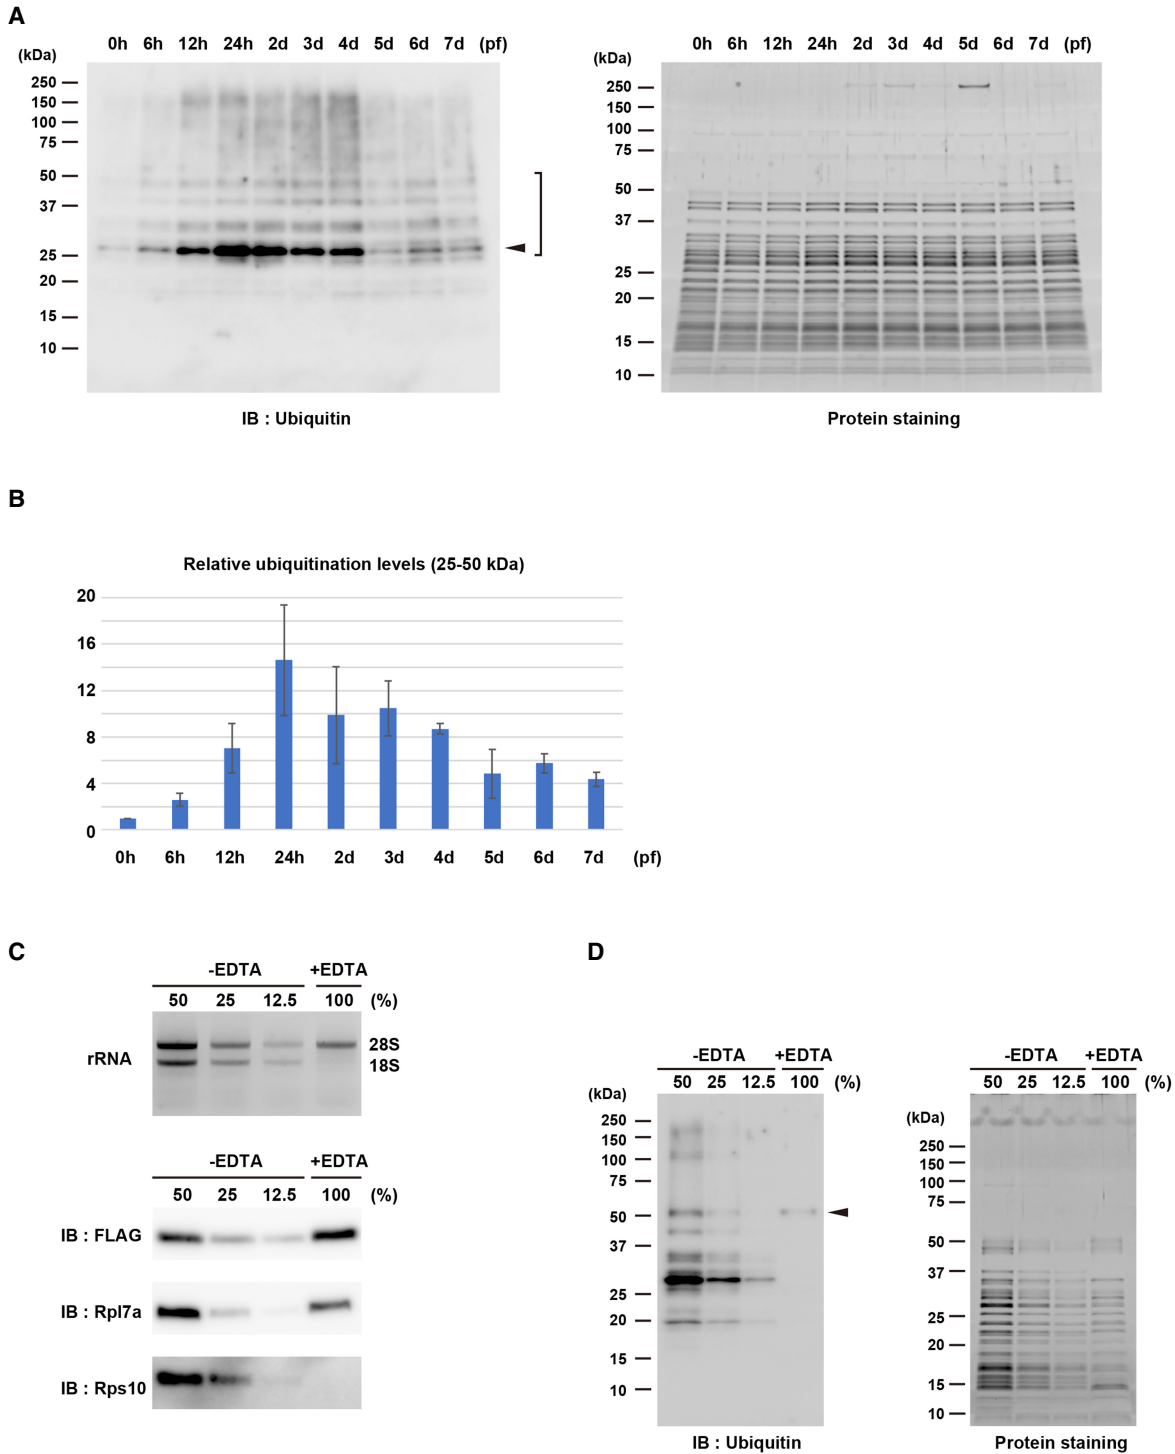 A
0h 6h 12h 24h 2d 3d 4d 5d 6d 7d (pf)
(kDa)
250
150
100
75
50
37
25
20
15
10
IB : Ubiquitin
0h 6h 12h 24h 2d 3d 4d 5d 6d 7d (pf)
(kDa)
250
150
100
75
50
37
25
20
15
10
Protein staining
B
Relative ubiquitination levels (25-50 kDa)
20
16
12
8
4
0
0h 6h 12h 24h 2d 3d 4d 5d 6d 7d (pf)
C
-EDTA +EDTA
50 25 12.5 100 (%)
rRNA
28S
18S
-EDTA +EDTA
50 25 12.5 100 (%)
IB : FLAG
IB : Rpl7a
IB : Rps10
D
-EDTA +EDTA
50 25 12.5 100 (%)
(kDa)
250
150
100
75
50
37
25
20
15
10
IB : Ubiquitin
-EDTA +EDTA
50 25 12.5 100 (%)
(kDa)
250
150
100
75
50
37
25
20
15
10
Protein staining